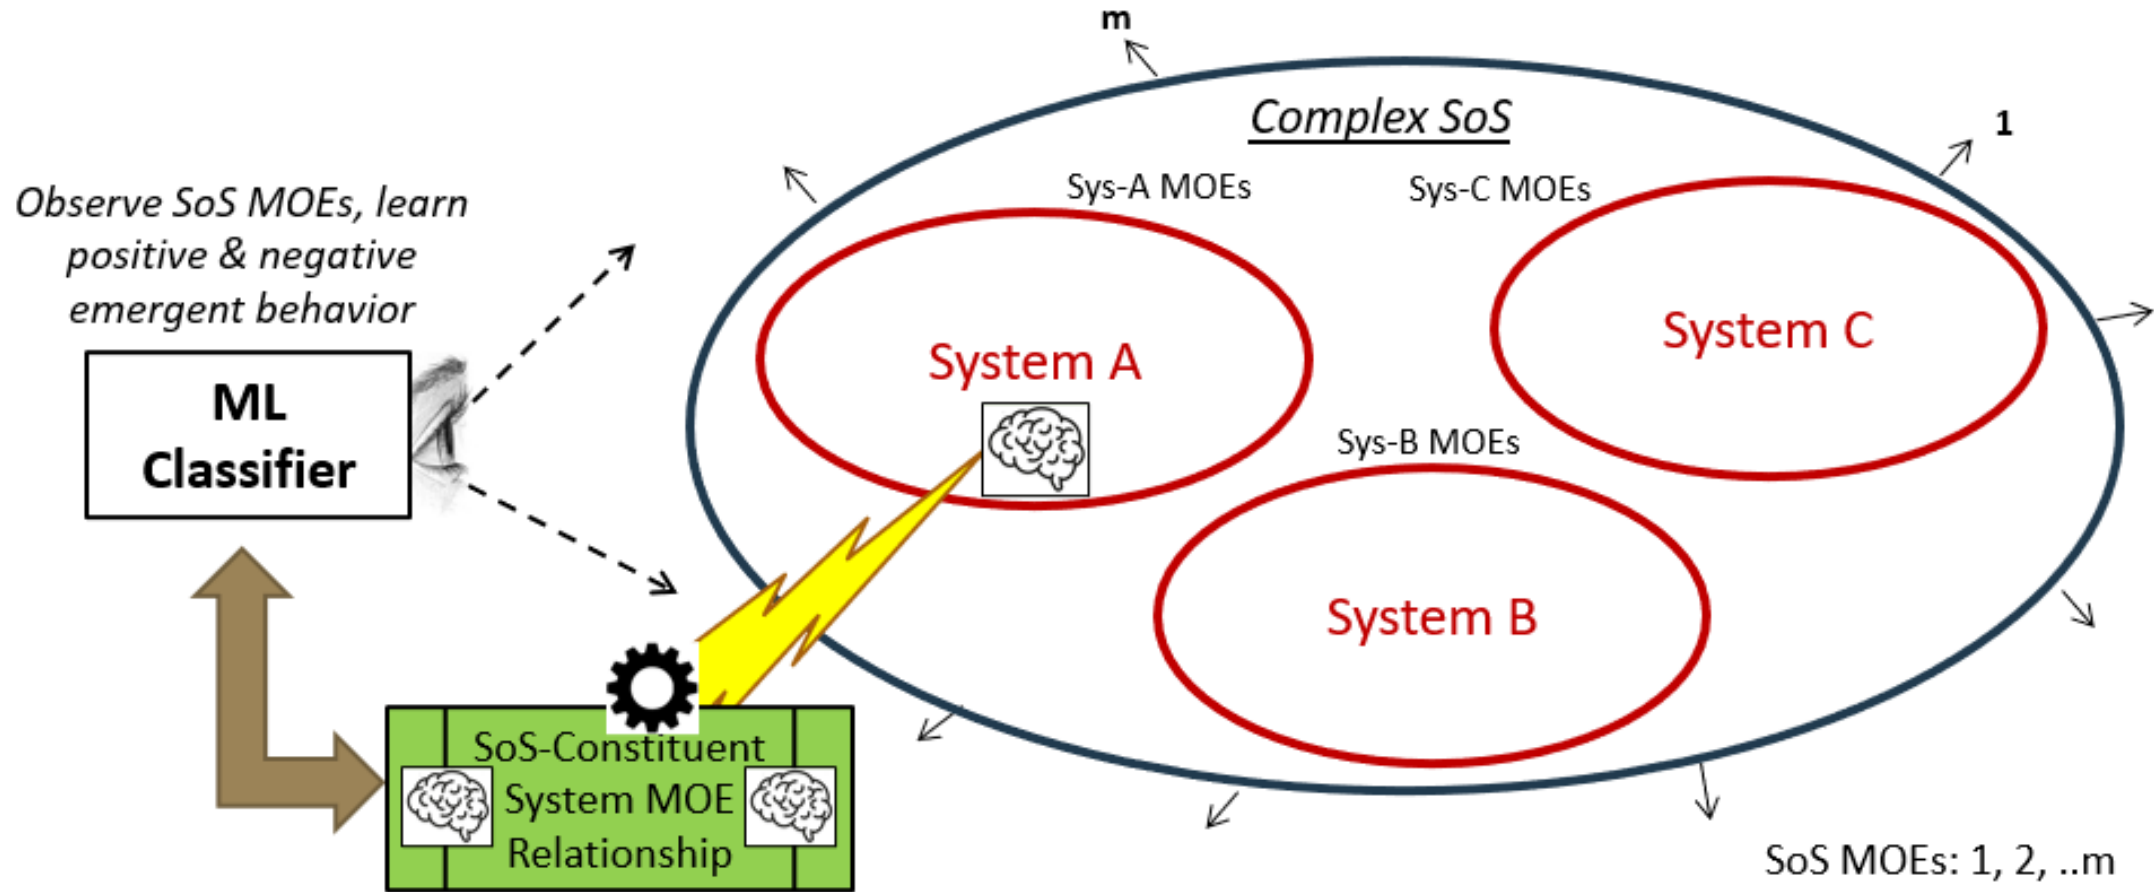 m
Complex SoS
1
Sys-A MOEs
Sys-C MOEs
Observe SoS MOEs, learn
positive & negative
emergent behavior
System A
System C
ML
Classifier
Sys-B MOEs
System B
SoS-Constituent
System MOE
Relationship
SoS MOEs: 1, 2, ..m